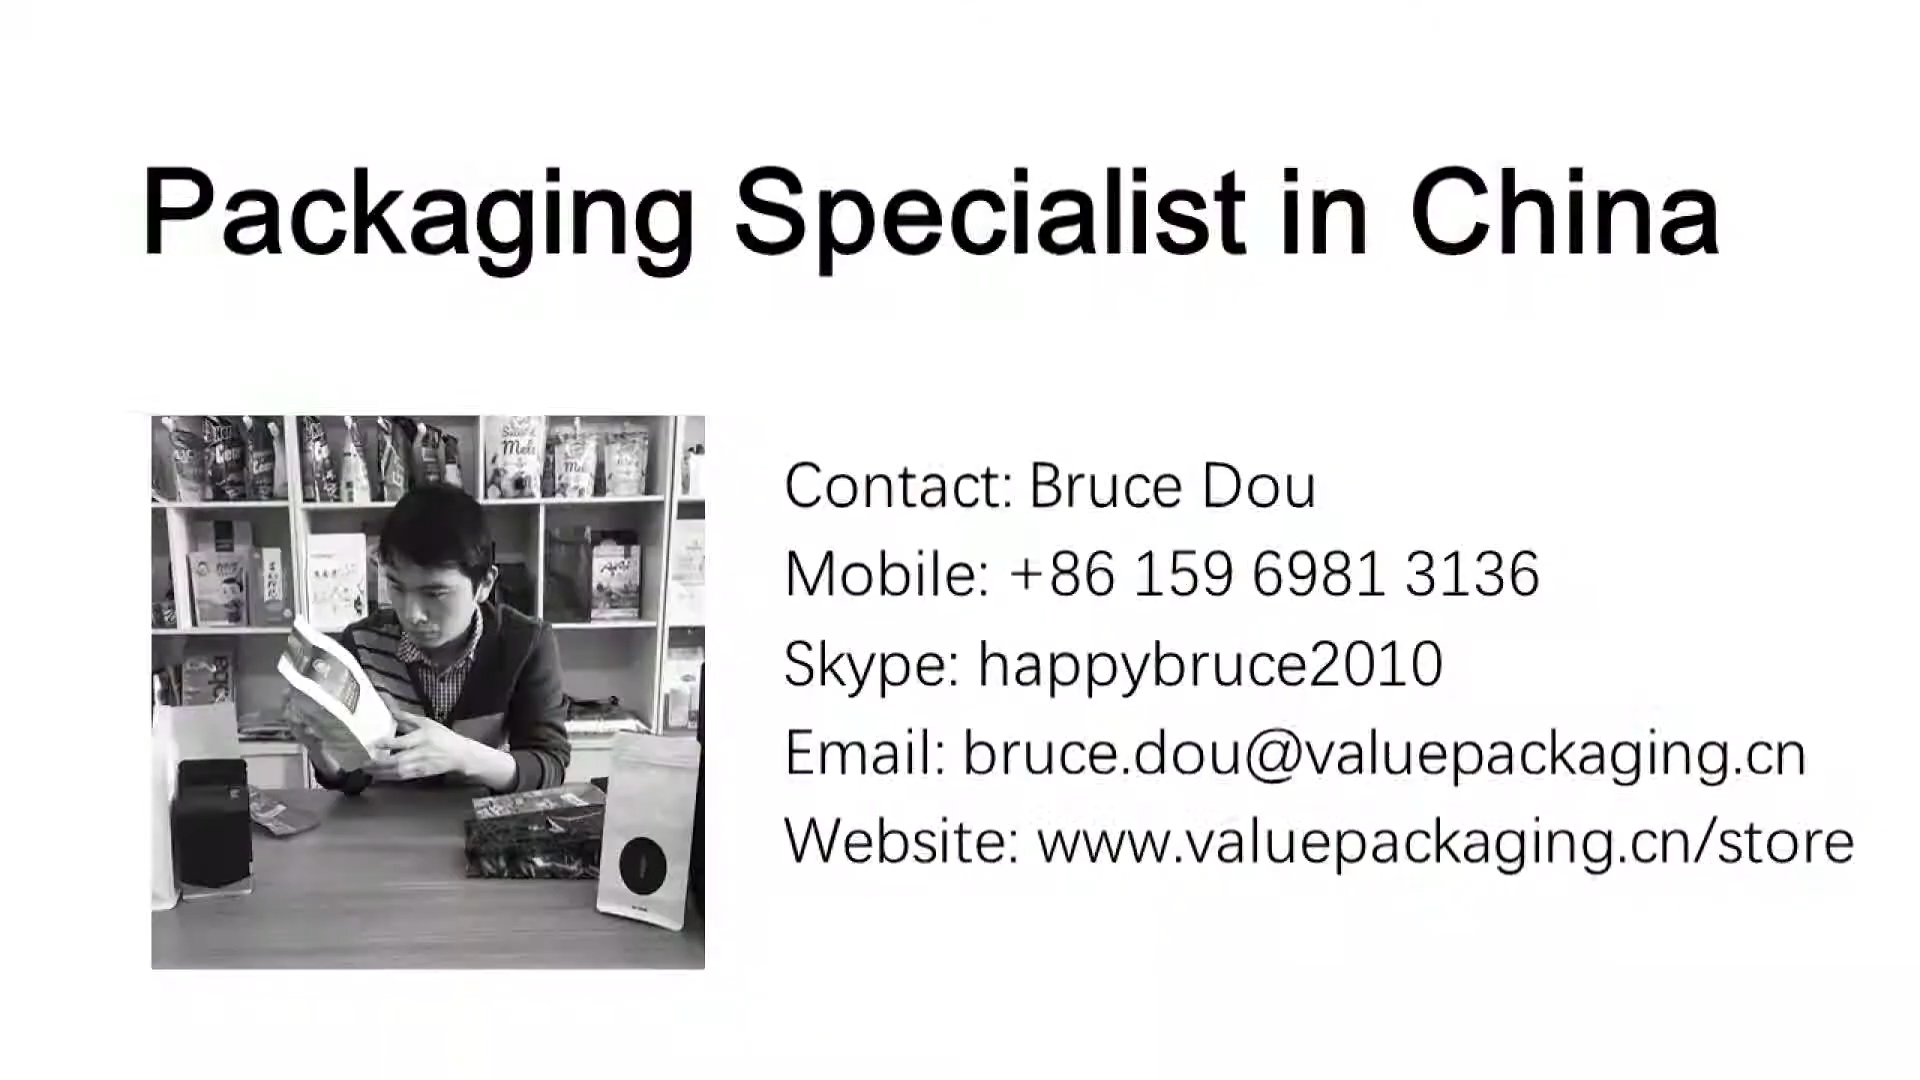 Packaging Specialist in China
Contact: Bruce Dou
Mobile: +86 159 6981 3136
Skype: happybruce2010
Email: bruce.dou@valuepackaging.cn
Website: www.valuepackaging.cn/store